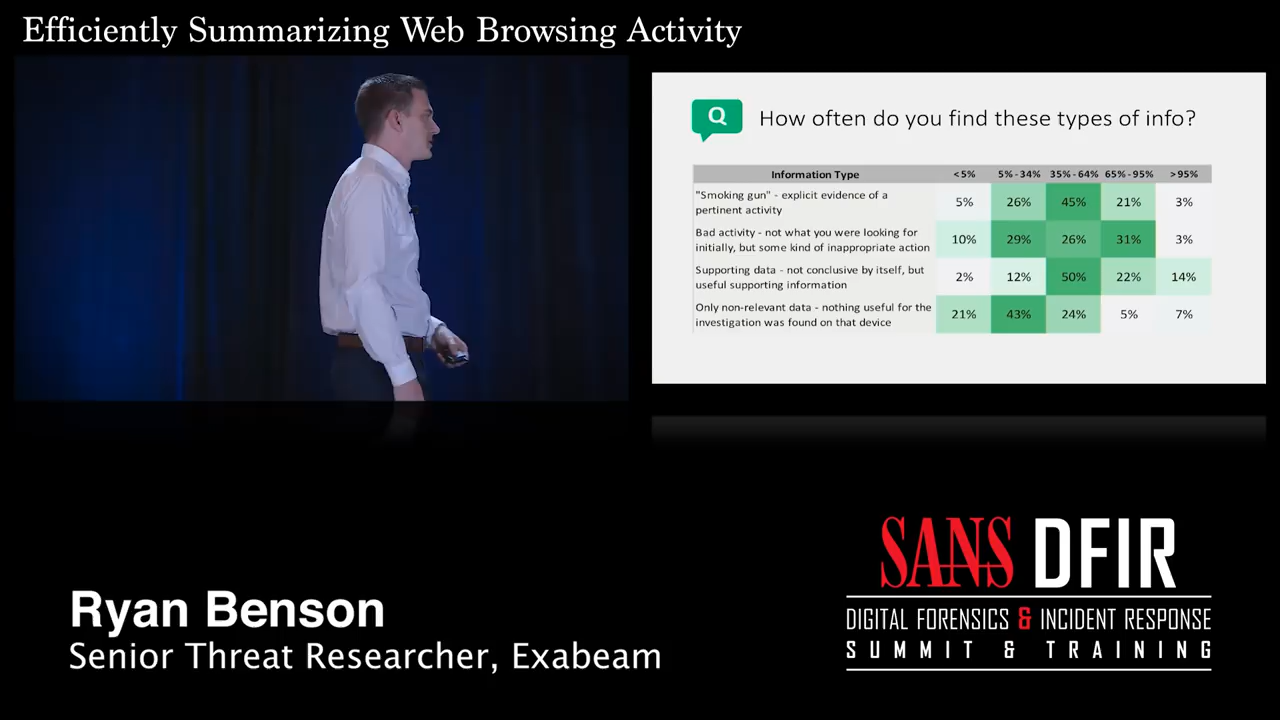 Efficiently Summarizing Web Browsing Activity
Q
How often do you find these types of info?
Information Type <5% 5% - 34% 35% - 64% 65% - 95% >95%
"Smoking gun" - explicit evidence of a
pertinent activity
5% 26% 45% 21% 3%
Bad activity - not what you were looking for
initially, but some kind of inappropriate action
10% 29% 26% 31% 3%
Supporting data - not conclusive by itself, but
useful supporting information
2% 12% 50% 22% 14%
Only non-relevant data - nothing useful for the
investigation was found on that device
21% 43% 24% 5% 7%
Ryan Benson
Senior Threat Researcher, Exabeam
SANS DFIR
DIGITAL FORENSICS & INCIDENT RESPONSE
SUMMIT & TRAINING